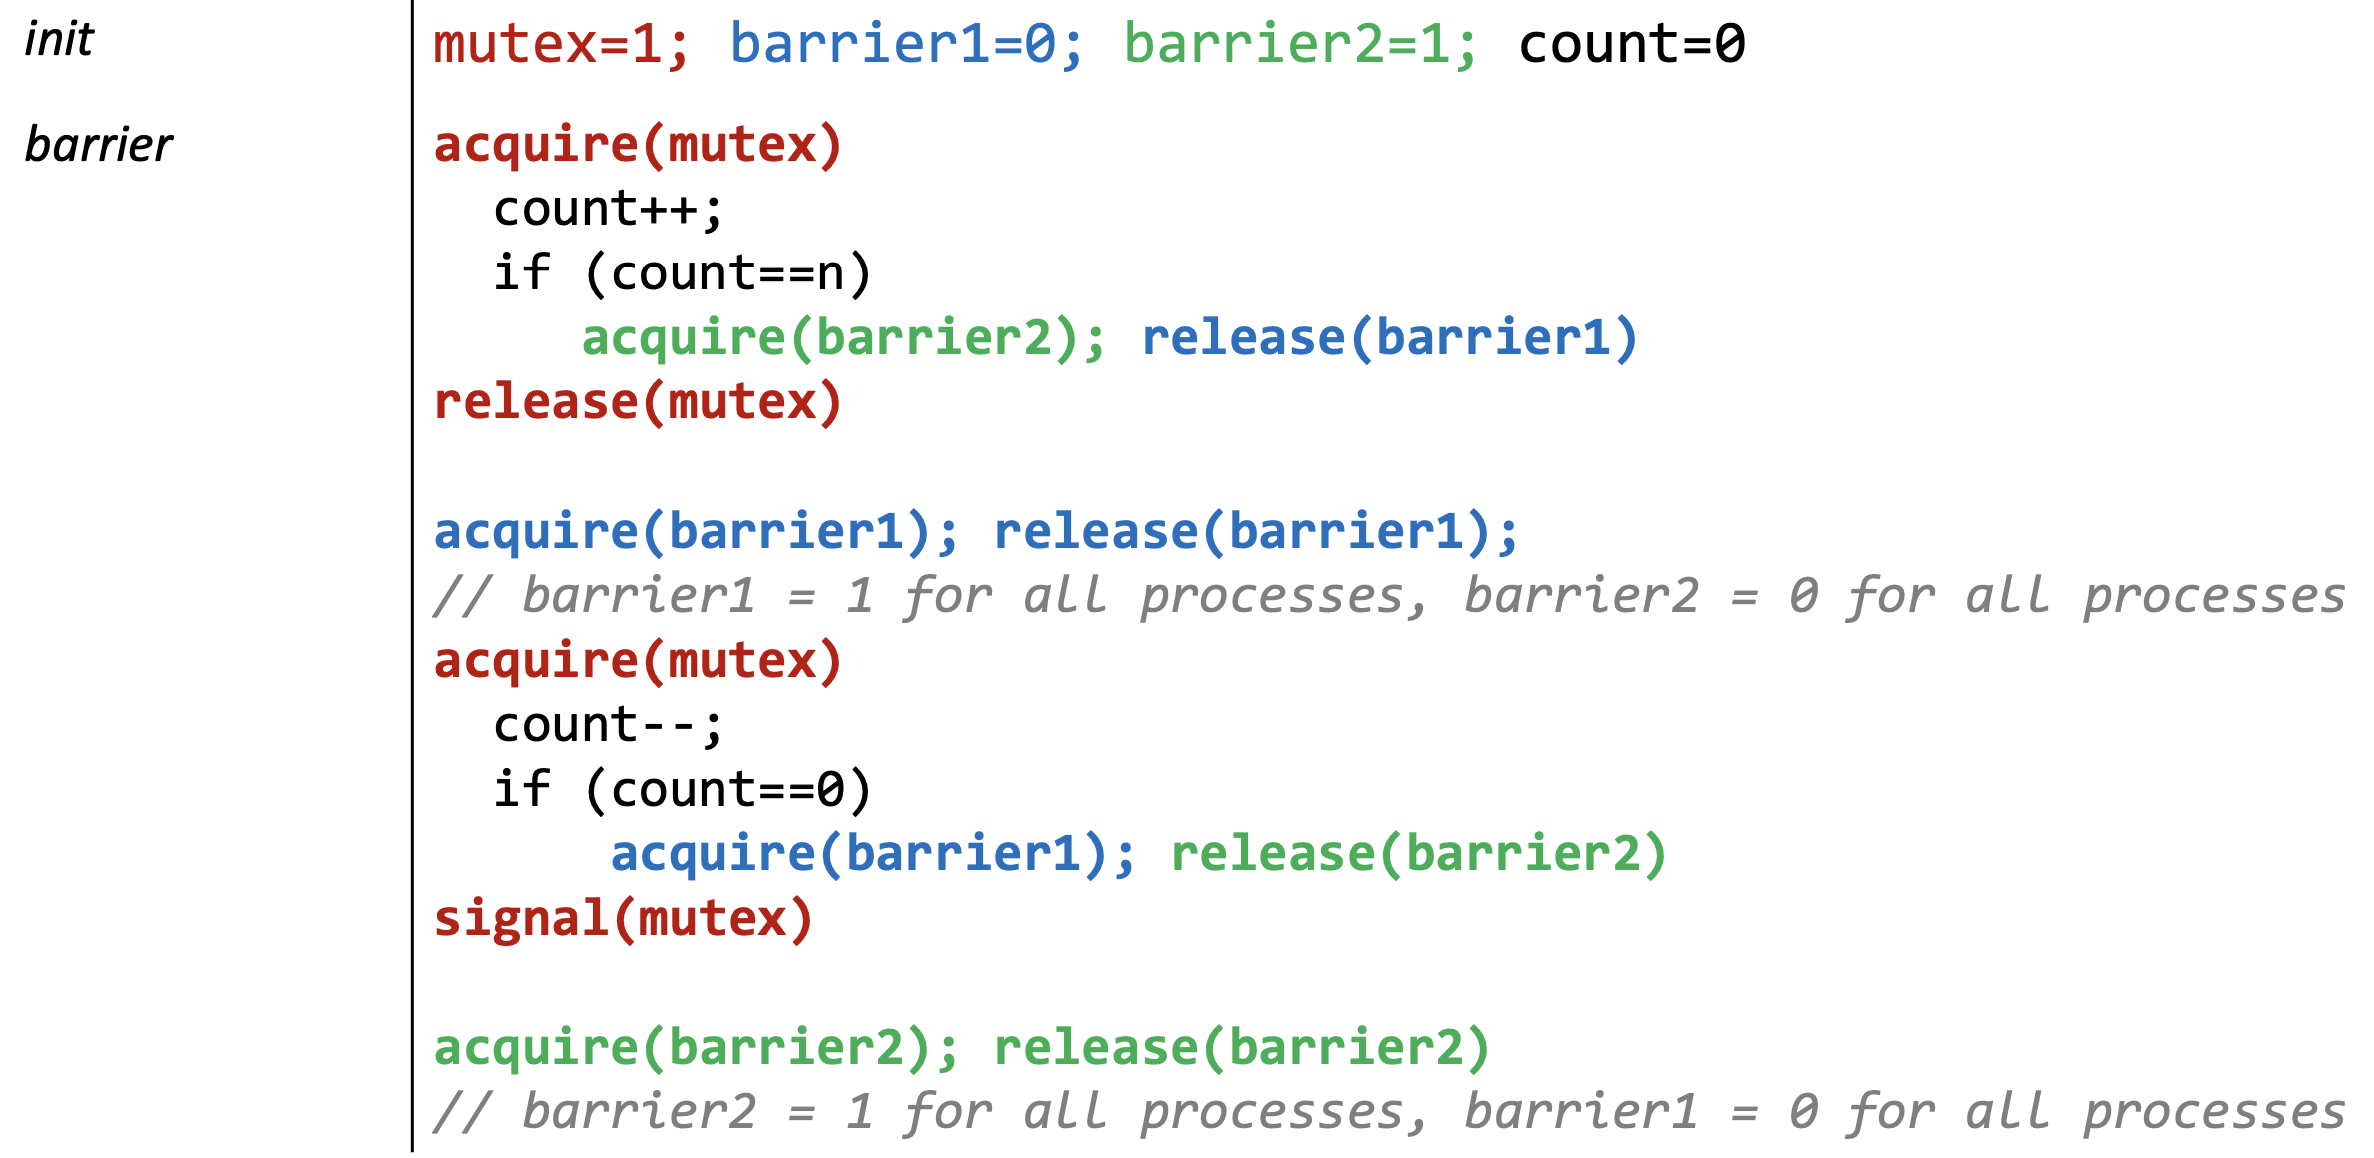 init
mutex=1; barrier1=0; barrier2=1; count=0
barrier
acquire(mutex)
count++;
if (count==n)
acquire(barrier2); release(barrier1)
release(mutex)
acquire(barrier1); release(barrier1);
// barrier1 = 1 for all processes, barrier2 = 0 for all processes
acquire(mutex)
count--;
if (count==0)
acquire(barrier1); release(barrier2)
signal(mutex)
acquire(barrier2); release(barrier2)
// barrier2 = 1 for all processes, barrier1 = 0 for all processes